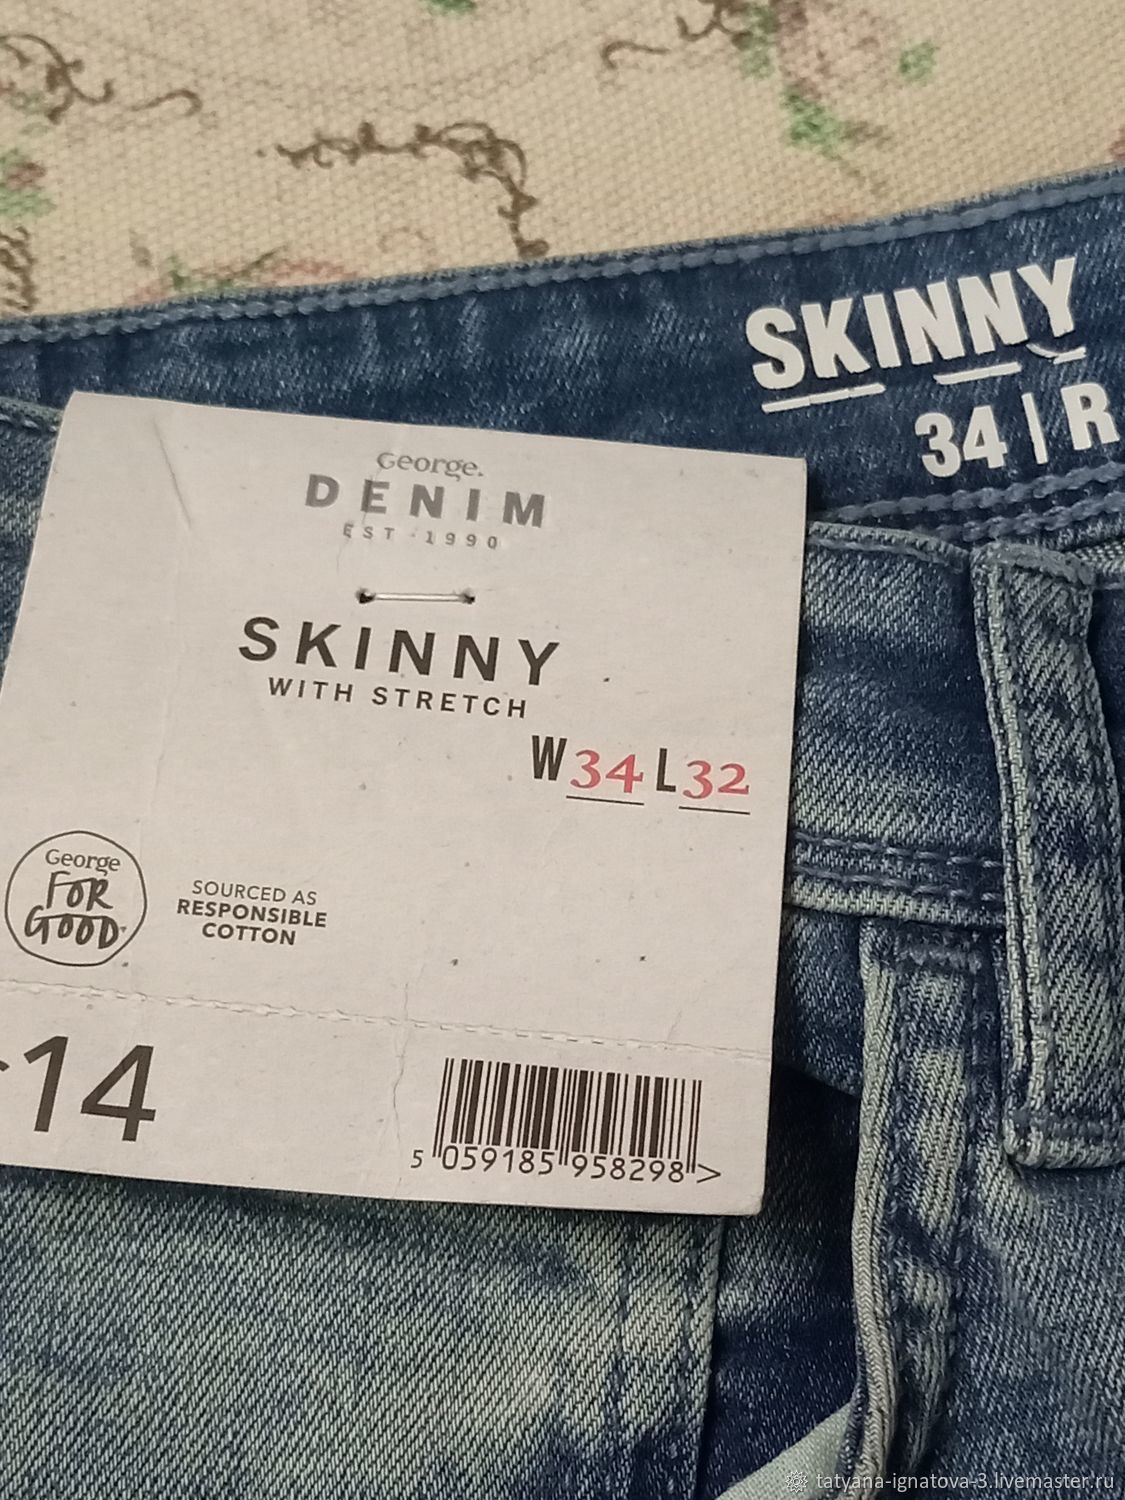 SKINNY
34 | R
George.
DENIM
EST · 1990
SKINNY
WITH STRETCH
W34 L32
George
FOR
GOOD
SOURCED AS
RESPONSIBLE
COTTON
14
5 059185 958298 >
tatyana-ignatova-3.livemaster.ru